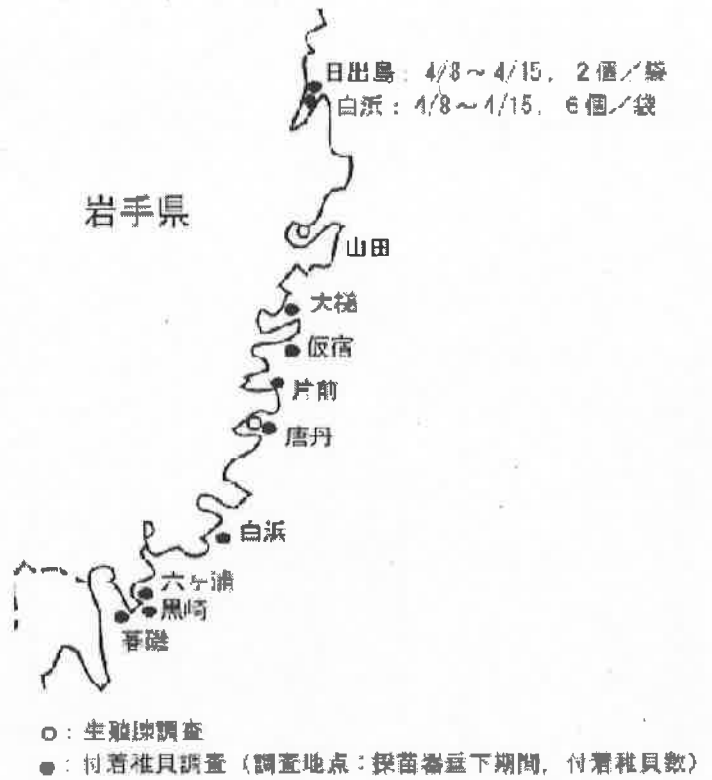 日出島：4/8～4/15，2個／袋
白浜：4/8～4/15，6個／袋
岩手県
山田
大槌
仮宿
片前
唐丹
白浜
六ヶ浦
黒崎
碁磯
○：生殖巣調査
●：付着稚貝調査（調査地点：採苗器垂下期間，付着稚貝数）